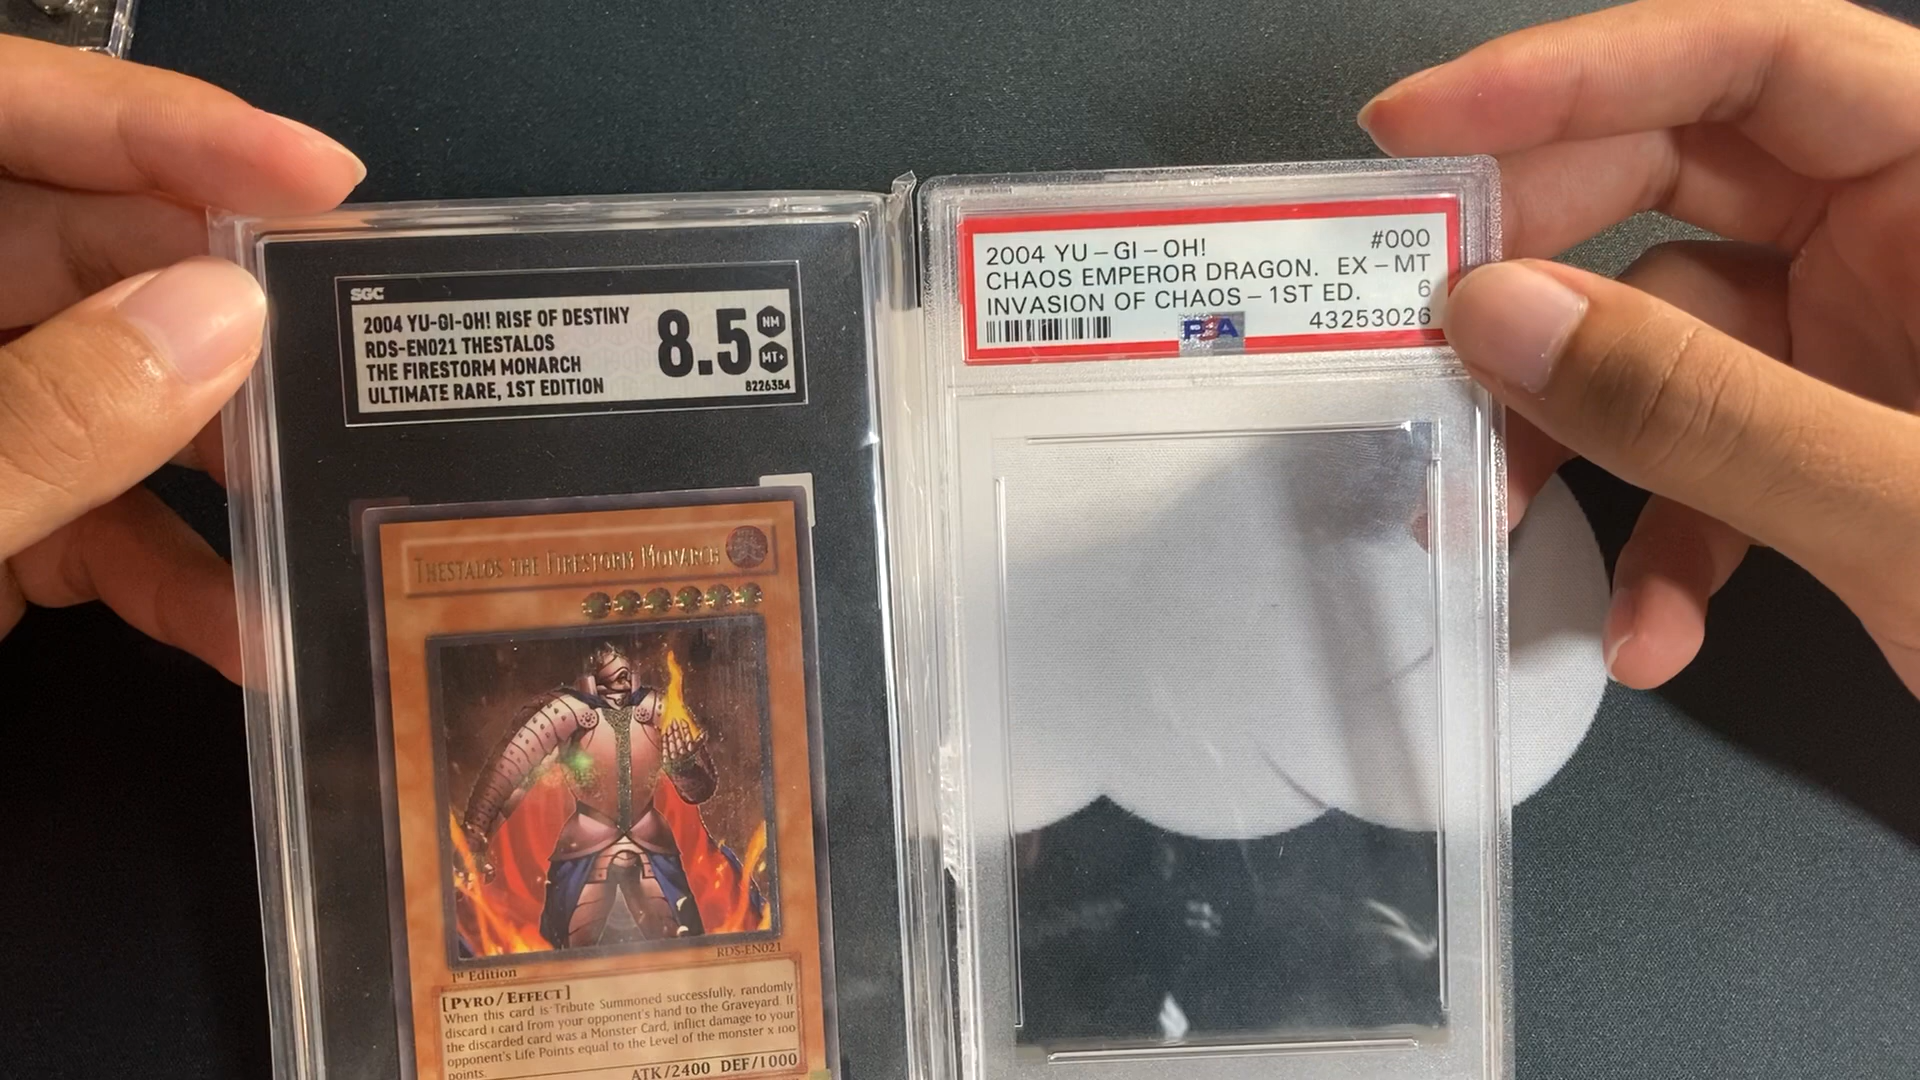 SGC
2004 YU-GI-OH! RISE OF DESTINY
RDS-EN021 THESTALOS
THE FIRESTORM MONARCH
ULTIMATE RARE, 1ST EDITION
8.5
NM
MT+
8226354
THESTALOS THE FIRESTORM MONARCH
RDS-EN021
1st Edition
[PYRO/EFFECT]
When this card is Tribute Summoned successfully, randomly
discard 1 card from your opponent's hand to the Graveyard. If
the discarded card was a Monster Card, inflict damage to your
opponent's Life Points equal to the Level of the monster x 100
points.
ATK/2400 DEF/1000
2004 YU-GI-OH! #000
CHAOS EMPEROR DRAGON. EX-MT
INVASION OF CHAOS-1ST ED. 6
PSA
43253026